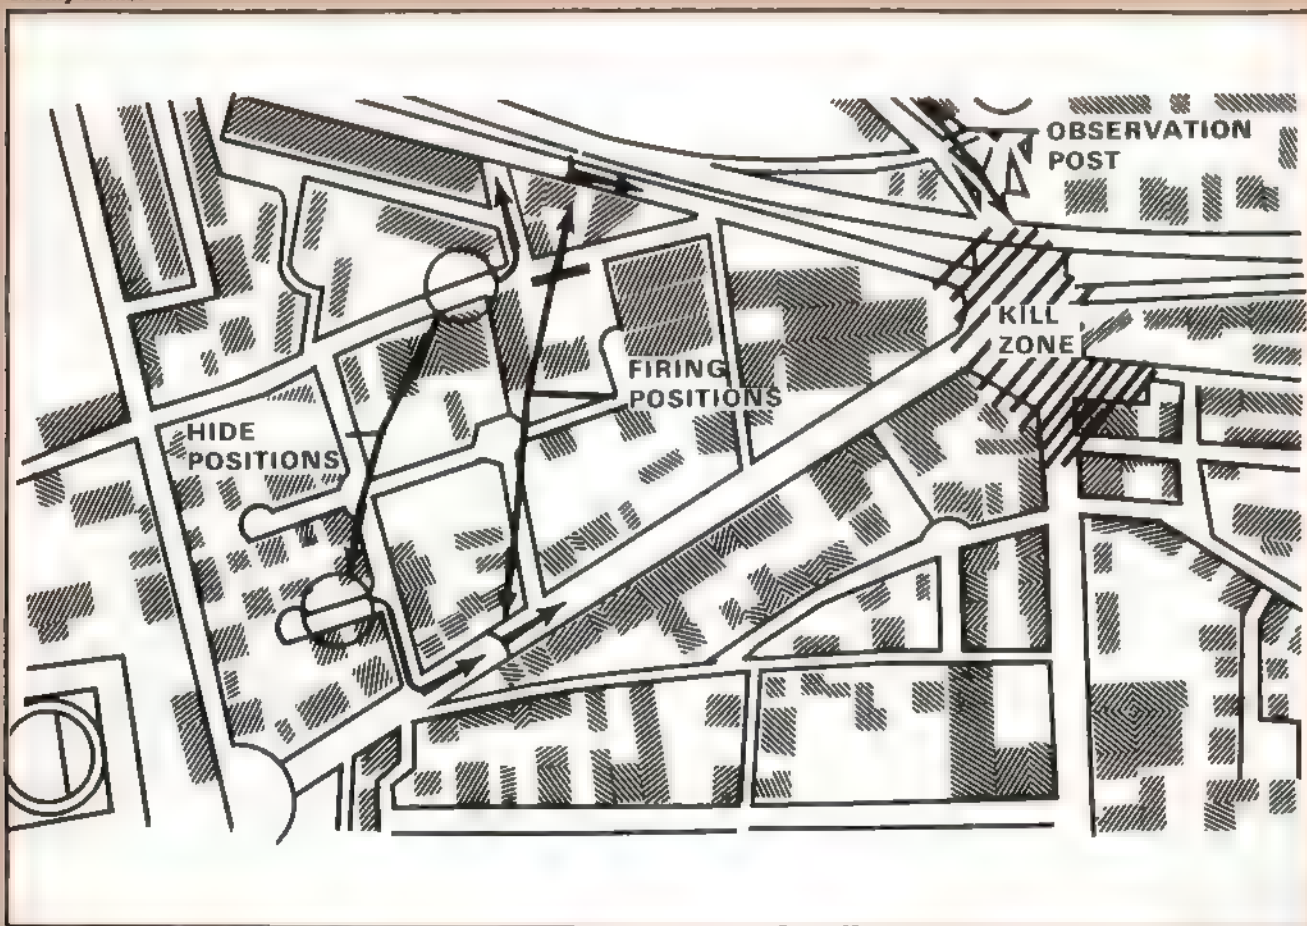 OBSERVATION
POST
KILL
ZONE
FIRING
POSITIONS
HIDE
POSITIONS